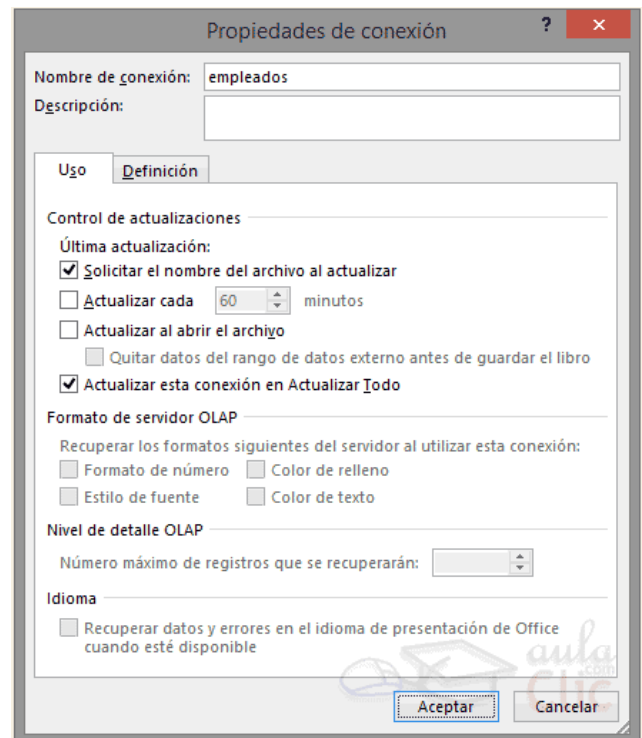 Propiedades de conexión ? ×
Nombre de conexión: empleados
Descripción:
Uso Definición
Control de actualizaciones
Última actualización:
Solicitar el nombre del archivo al actualizar
Actualizar cada 60 minutos
Actualizar al abrir el archivo
Quitar datos del rango de datos externo antes de guardar el libro
Actualizar esta conexión en Actualizar Todo
Formato de servidor OLAP
Recuperar los formatos siguientes del servidor al utilizar esta conexión:
Formato de número Color de relleno
Estilo de fuente Color de texto
Nivel de detalle OLAP
Número máximo de registros que se recuperarán:
Idioma
Recuperar datos y errores en el idioma de presentación de Office
cuando esté disponible
aula
.com
Clic
Aceptar Cancelar